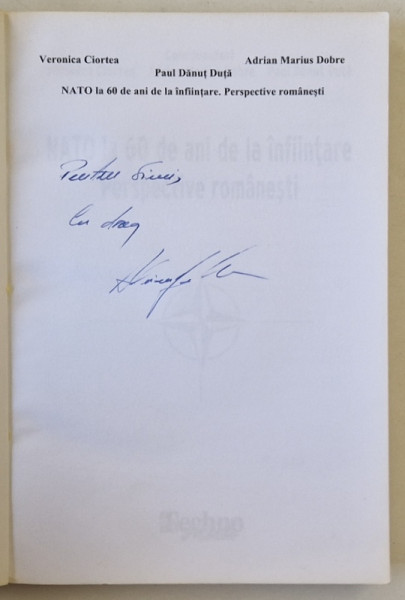 Veronica Ciortea Adrian Marius Dobre
Paul Dănuț Duță
NATO la 60 de ani de la înființare. Perspective românești
NATO la 60 de ani de la înființare
Perspective românești
Pentru
Cu drag
Techno